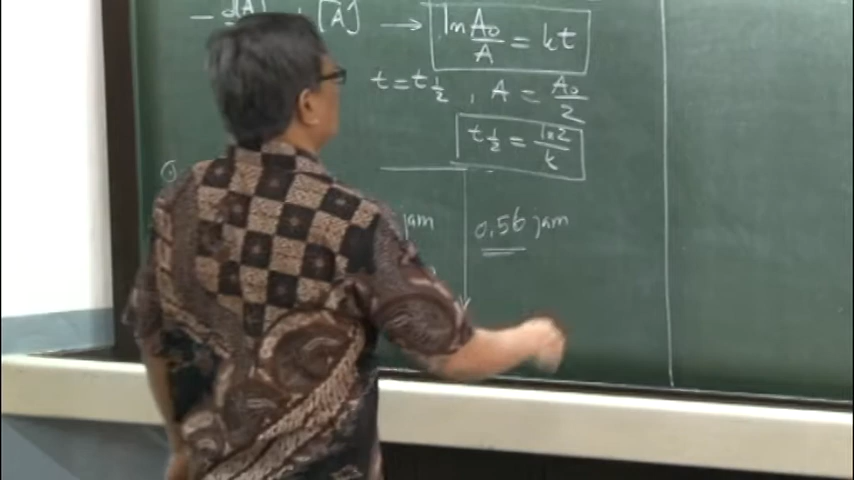 - d[A] [A] → ln A₀/A = kt
t = t½ , A = A₀/2
t½ = ln2/k
jam 0,56 jam